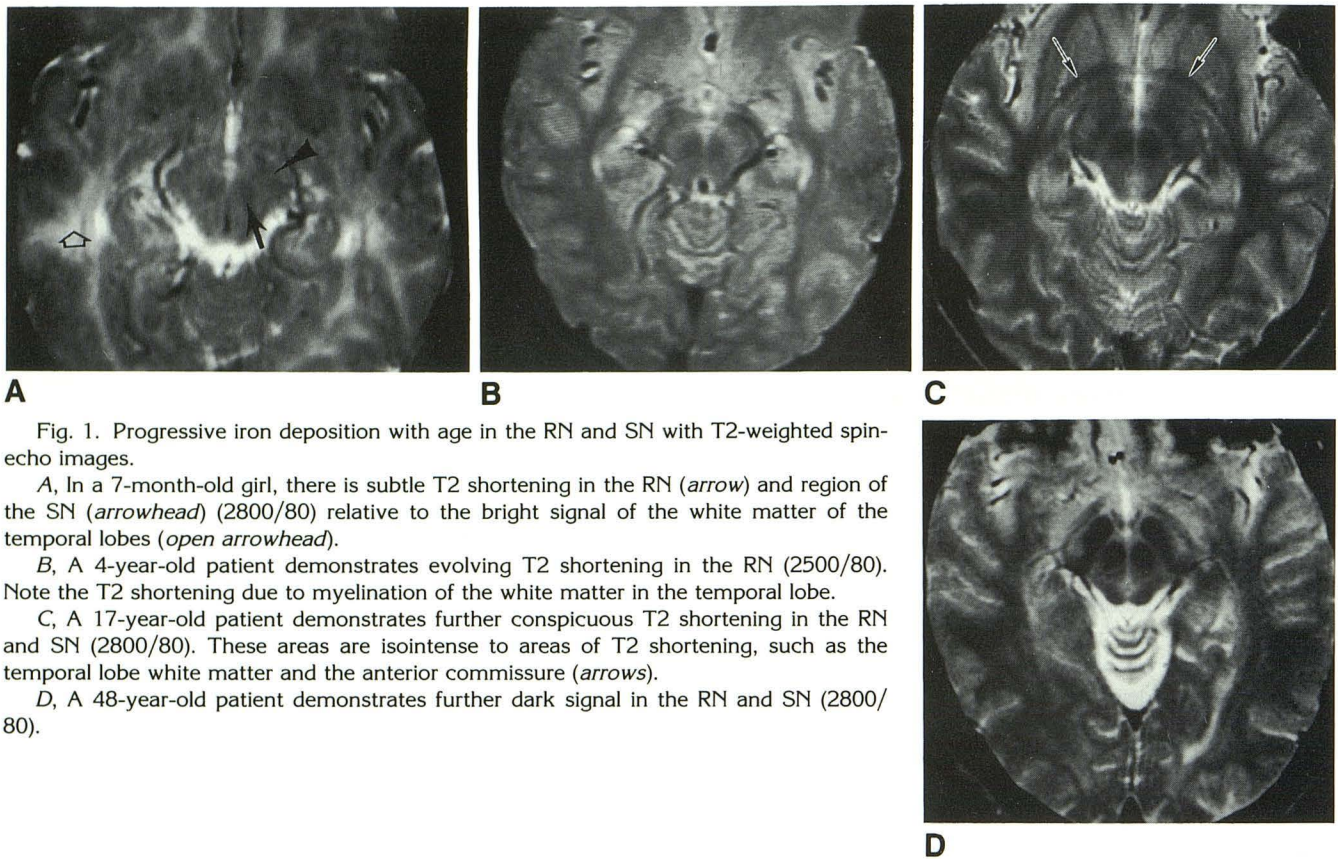 A
B
C
Fig. 1. Progressive iron deposition with age in the RN and SN with T2-weighted spin-
echo images.
A, In a 7-month-old girl, there is subtle T2 shortening in the RN (arrow) and region of
the SN (arrowhead) (2800/80) relative to the bright signal of the white matter of the
temporal lobes (open arrowhead).
B, A 4-year-old patient demonstrates evolving T2 shortening in the RN (2500/80).
Note the T2 shortening due to myelination of the white matter in the temporal lobe.
C, A 17-year-old patient demonstrates further conspicuous T2 shortening in the RN
and SN (2800/80). These areas are isointense to areas of T2 shortening, such as the
temporal lobe white matter and the anterior commissure (arrows).
D, A 48-year-old patient demonstrates further dark signal in the RN and SN (2800/
80).
D